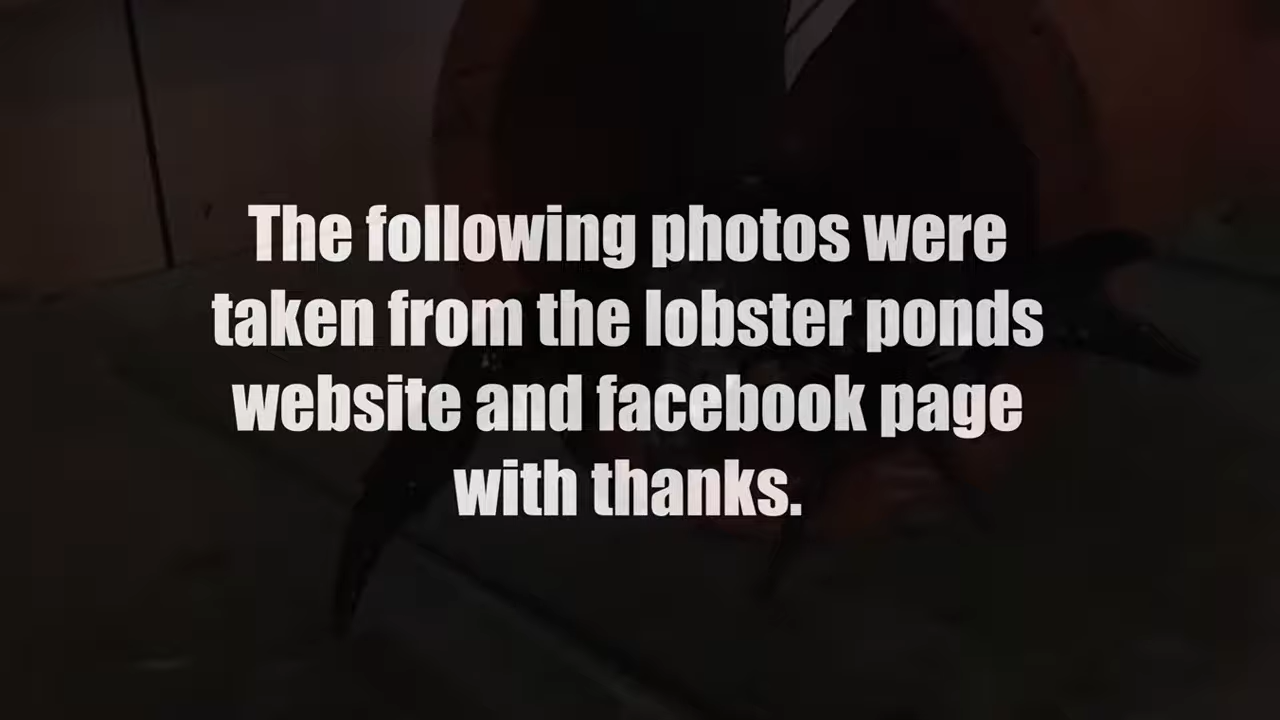 The following photos were
taken from the lobster ponds
website and facebook page
with thanks.